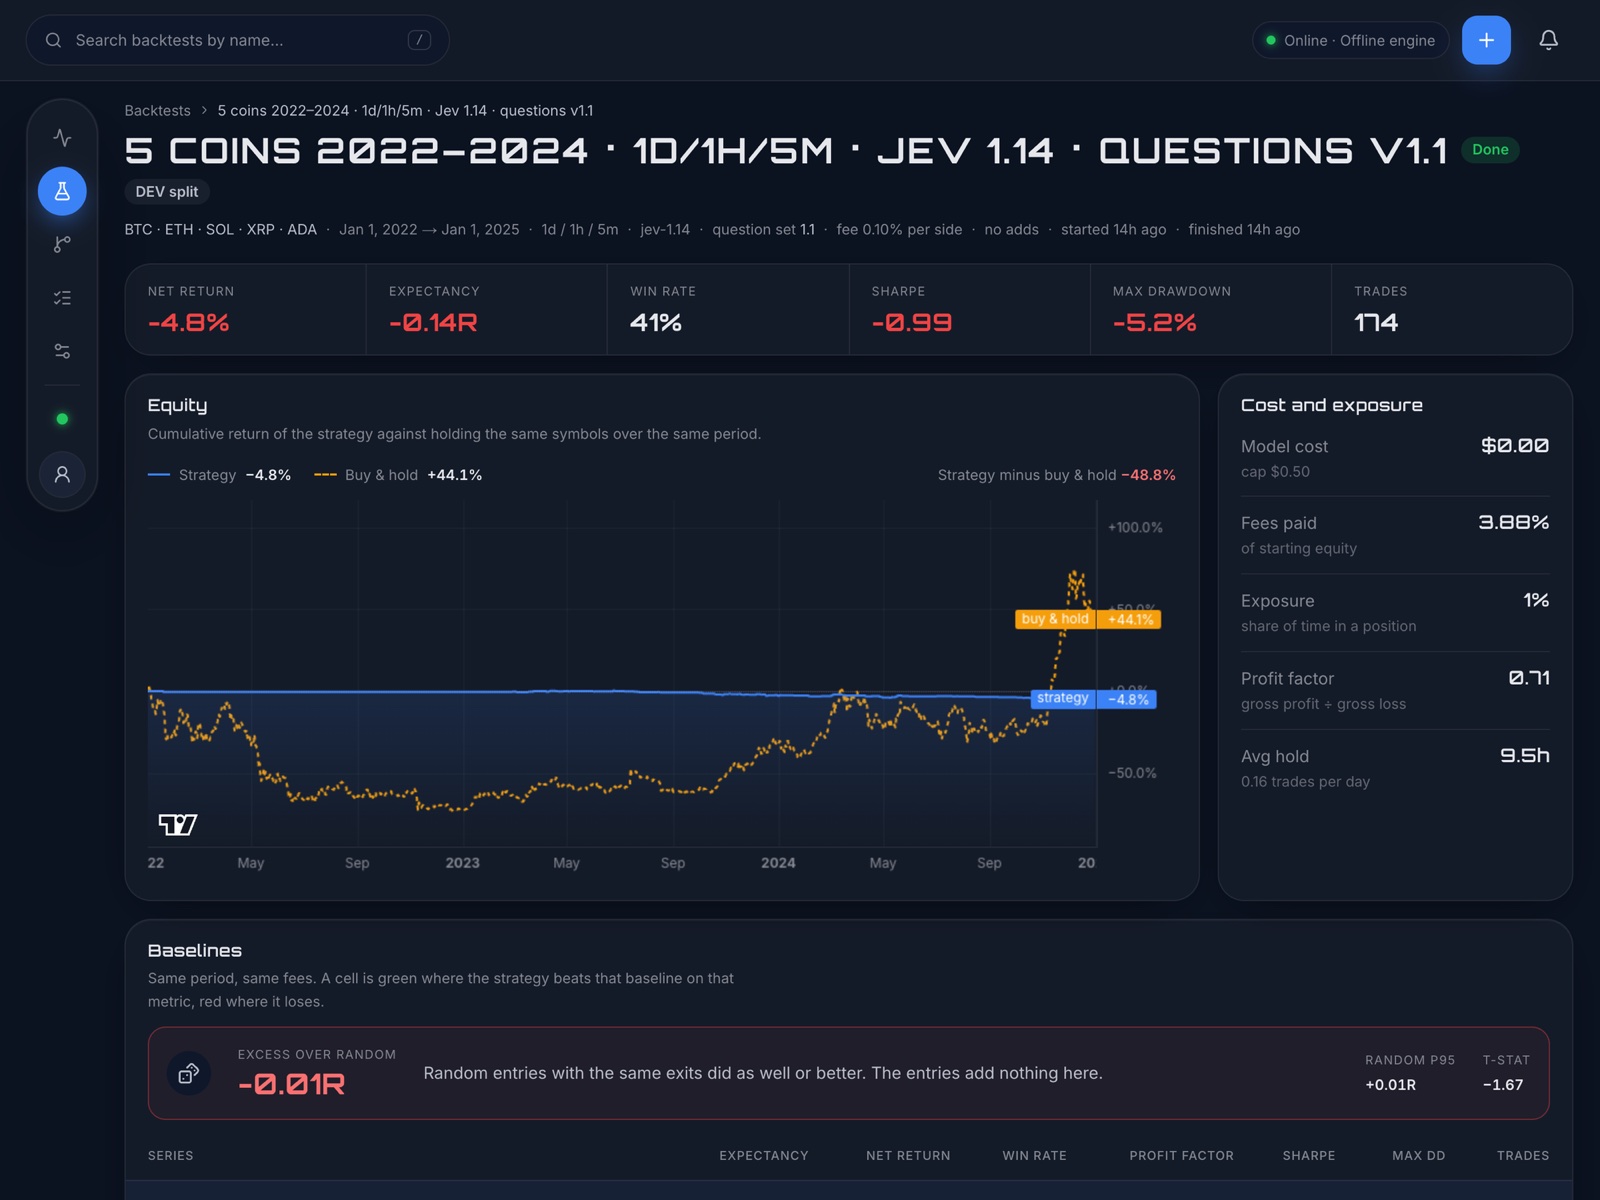 Search backtests by name... /
Online · Offline engine
Backtests > 5 coins 2022–2024 · 1d/1h/5m · Jev 1.14 · questions v1.1
5 COINS 2022–2024 · 1D/1H/5M · JEV 1.14 · QUESTIONS V1.1 Done
DEV split
BTC · ETH · SOL · XRP · ADA · Jan 1, 2022 → Jan 1, 2025 · 1d / 1h / 5m · jev-1.14 · question set 1.1 · fee 0.10% per side · no adds · started 14h ago · finished 14h ago
NET RETURN EXPECTANCY WIN RATE SHARPE MAX DRAWDOWN TRADES
-4.8% -0.14R 41% -0.99 -5.2% 174
Equity
Cumulative return of the strategy against holding the same symbols over the same period.
Strategy −4.8% Buy & hold +44.1% Strategy minus buy & hold −48.8%
+100.0%
+50.0%
buy & hold +44.1%
+0.0%
strategy −4.8%
−50.0%
22 May Sep 2023 May Sep 2024 May Sep 20
Cost and exposure
Model cost $0.00
cap $0.50
Fees paid 3.88%
of starting equity
Exposure 1%
share of time in a position
Profit factor 0.71
gross profit ÷ gross loss
Avg hold 9.5h
0.16 trades per day
Baselines
Same period, same fees. A cell is green where the strategy beats that baseline on that
metric, red where it loses.
EXCESS OVER RANDOM
-0.01R
Random entries with the same exits did as well or better. The entries add nothing here.
RANDOM P95 T-STAT
+0.01R −1.67
SERIES EXPECTANCY NET RETURN WIN RATE PROFIT FACTOR SHARPE MAX DD TRADES